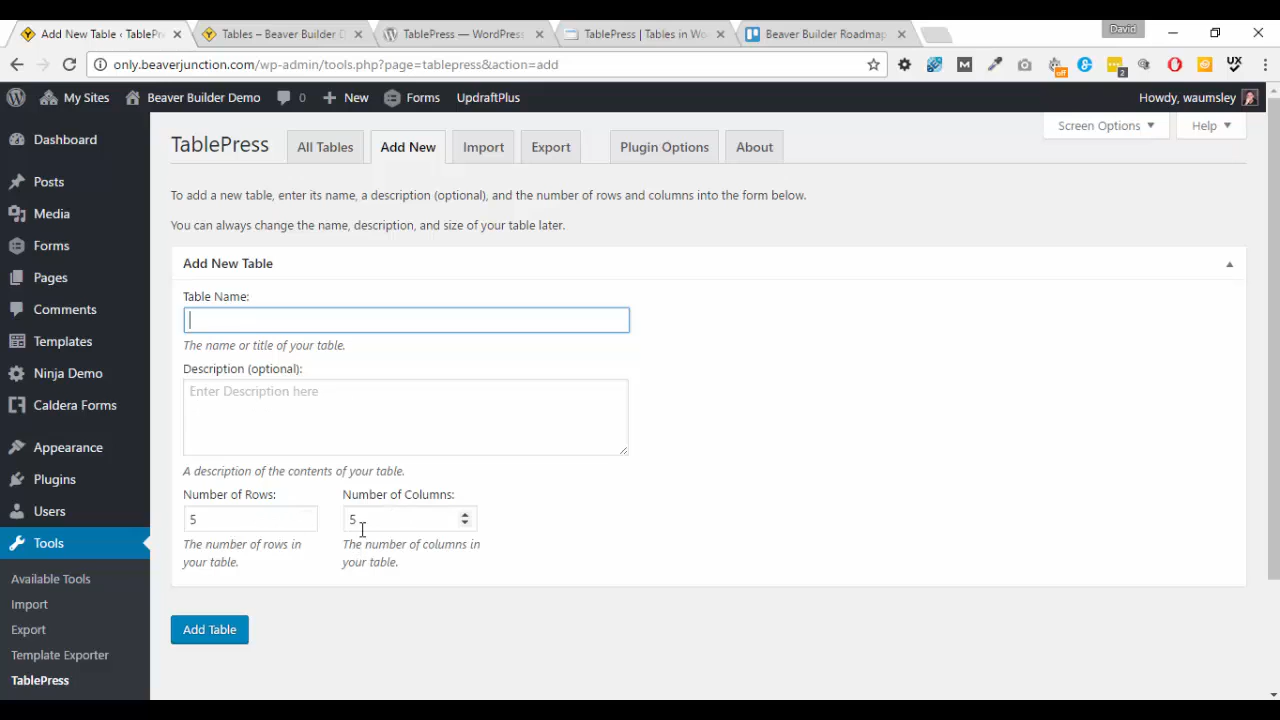 Add New Table ‹ TablePre
Tables – Beaver Builder D
TablePress — WordPress
TablePress | Tables in Wo
Beaver Builder Roadmap
David
only.beaverjunction.com/wp-admin/tools.php?page=tablepress&action=add
off
2
UX
My Sites
Beaver Builder Demo
0
New
Forms
UpdraftPlus
Howdy, waumsley
Dashboard
Posts
Media
Forms
Pages
Comments
Templates
Ninja Demo
Caldera Forms
Appearance
Plugins
Users
Tools
Available Tools
Import
Export
Template Exporter
TablePress
Screen Options
Help
TablePress
All Tables
Add New
Import
Export
Plugin Options
About
To add a new table, enter its name, a description (optional), and the number of rows and columns into the form below.
You can always change the name, description, and size of your table later.
Add New Table
Table Name:
The name or title of your table.
Description (optional):
Enter Description here
A description of the contents of your table.
Number of Rows:
Number of Columns:
5
5
The number of rows in
your table.
The number of columns in
your table.
Add Table